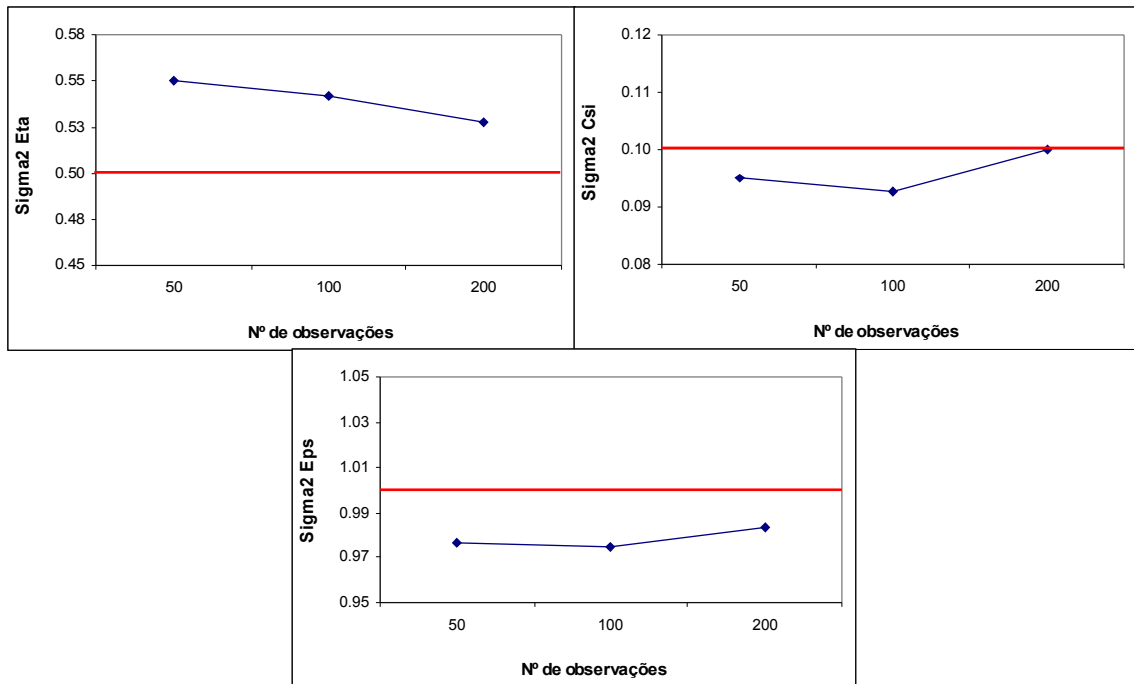 Sigma2 Eta
0.58
0.55
0.53
0.50
0.48
0.45
50 100 200
Nº de observações
Sigma2 Csi
0.12
0.11
0.10
0.09
0.08
50 100 200
Nº de observações
Sigma2 Eps
1.05
1.03
1.01
0.99
0.97
0.95
50 100 200
Nº de observações